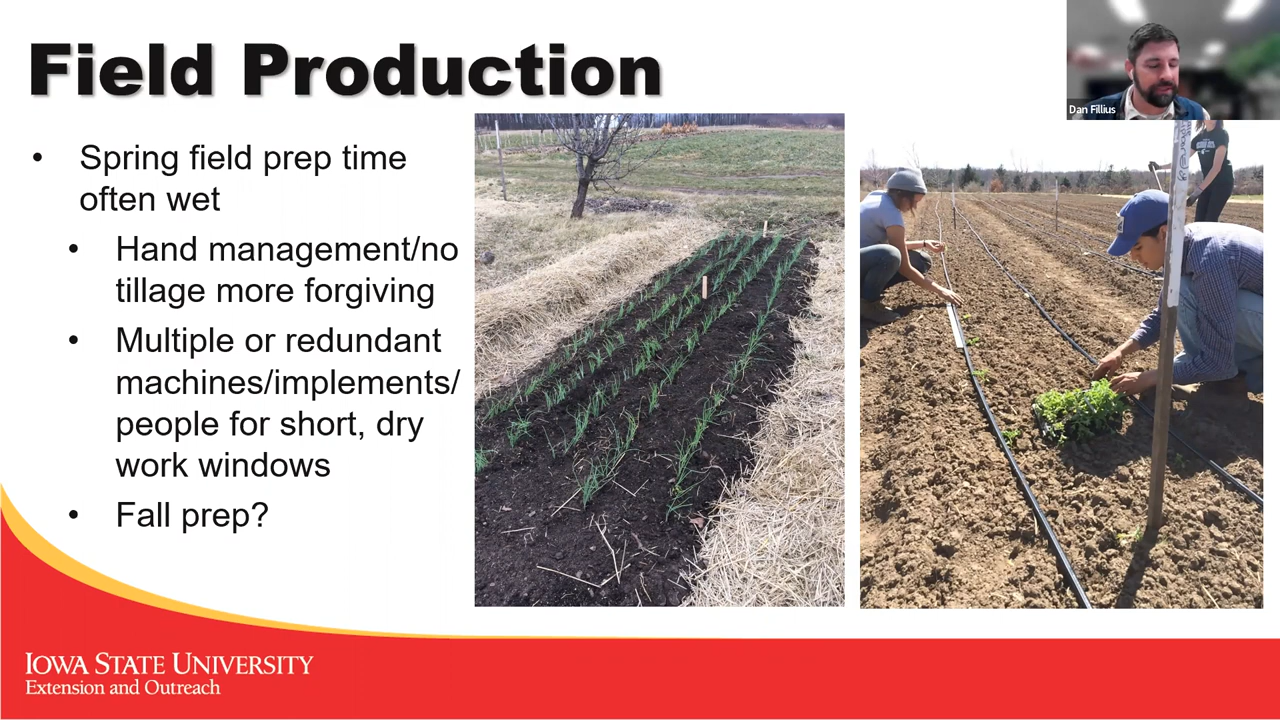 Field Production
Dan Fillius
• Spring field prep time
often wet
• Hand management/no
tillage more forgiving
• Multiple or redundant
machines/implements/
people for short, dry
work windows
• Fall prep?
IOWA STATE UNIVERSITY
Extension and Outreach